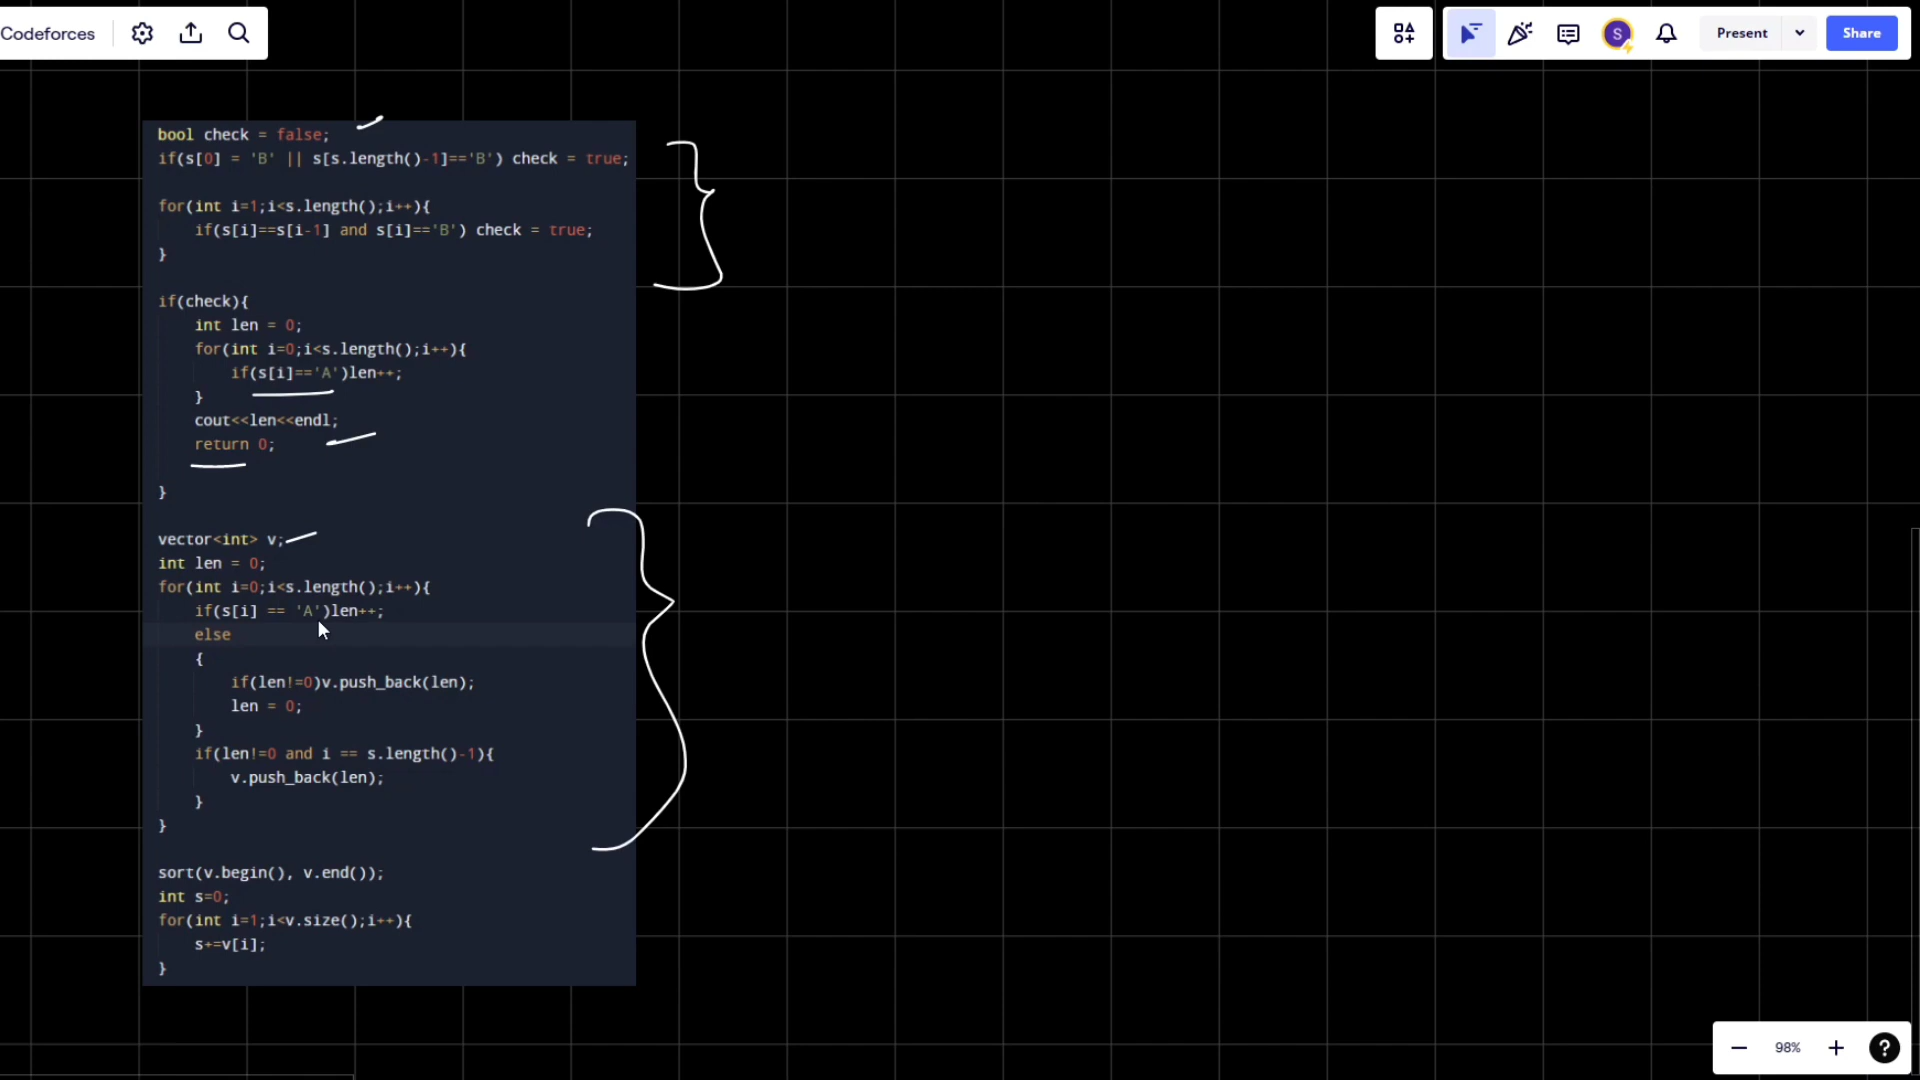 Codeforces
Present
Share
S
bool check = false;
if(s[0] = 'B' || s[s.length()-1]=='B') check = true;
for(int i=1;i<s.length();i++){
if(s[i]==s[i-1] and s[i]=='B') check = true;
}
if(check){
int len = 0;
for(int i=0;i<s.length();i++){
if(s[i]=='A')len++;
}
cout<<len<<endl;
return 0;
}
vector<int> v;
int len = 0;
for(int i=0;i<s.length();i++){
if(s[i] == 'A')len++;
else
{
if(len!=0)v.push_back(len);
len = 0;
}
if(len!=0 and i == s.length()-1){
v.push_back(len);
}
}
sort(v.begin(), v.end());
int s=0;
for(int i=1;i<v.size();i++){
s+=v[i];
}
98%
?